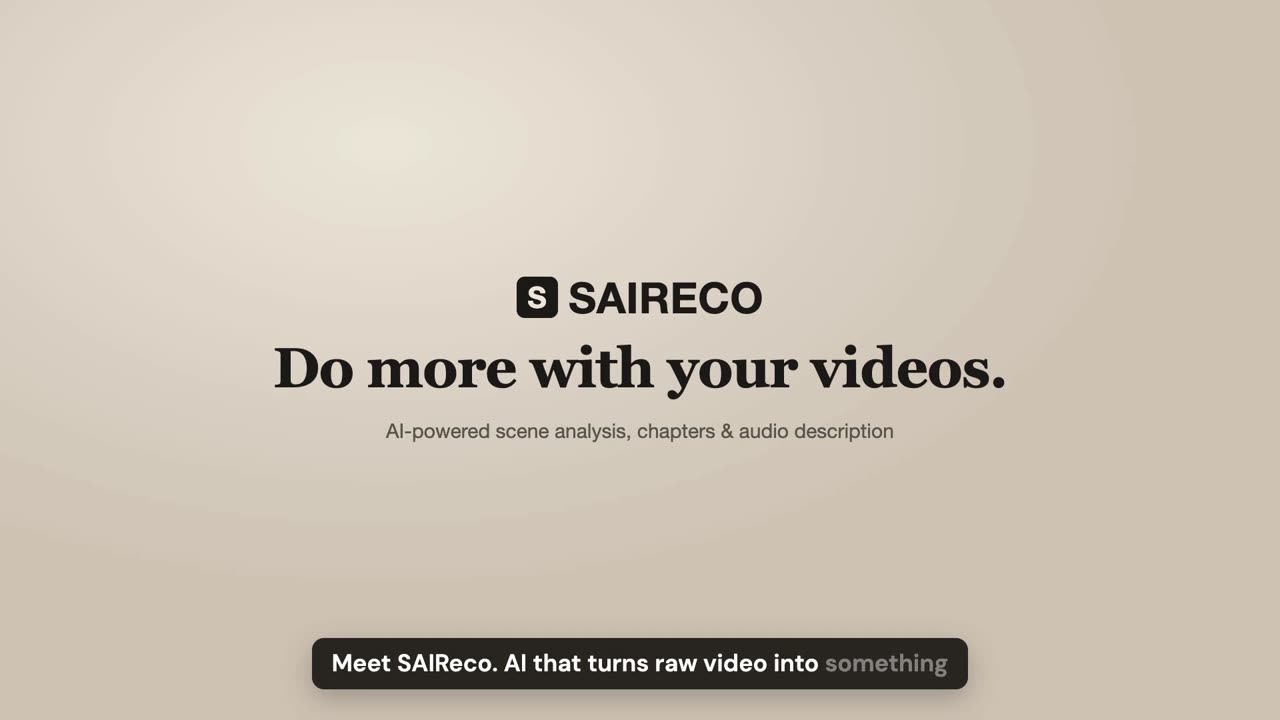 S SAIRECO
Do more with your videos.
AI-powered scene analysis, chapters & audio description
Meet SAIReco. AI that turns raw video into something